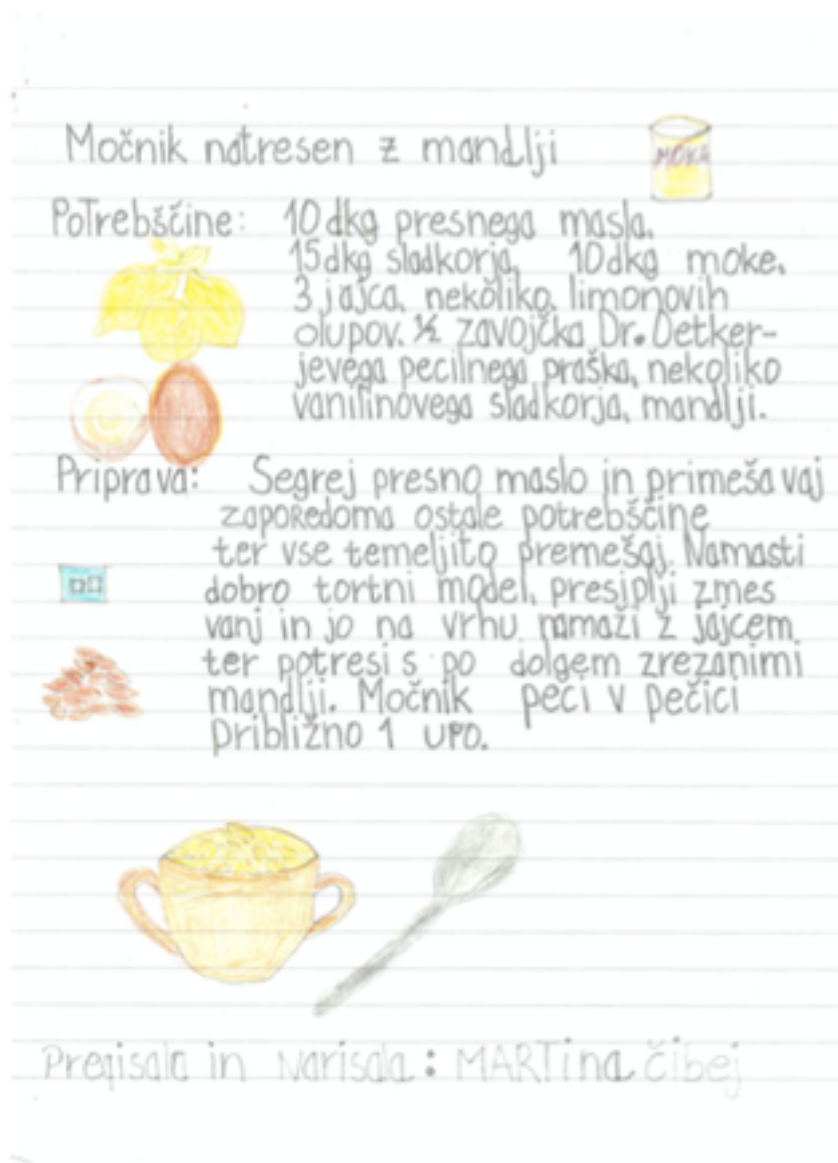 Močnik natresen z mandlji
MOKA
Potrebščine: 10 dkg presnega masla,
15 dkg sladkorja, 10 dkg moke,
3 jajca, nekoliko limonovih
olupov. ½ zavojčka Dr. Oetker-
jevega pecilnega praška, nekoliko
vanilinovega sladkorja, mandlji.
Priprava: Segrej presno maslo in primešavaj
zaporedoma ostale potrebščine
ter vse temeljito premešaj. Namasti
dobro tortni model, presiplji zmes
vanj in jo na vrhu namaži z jajcem
ter potresi s po dolgem zrezanimi
mandlji. Močnik peči v pečici
približno 1 uro.
Prepisala in Narisala: MARTina čibej